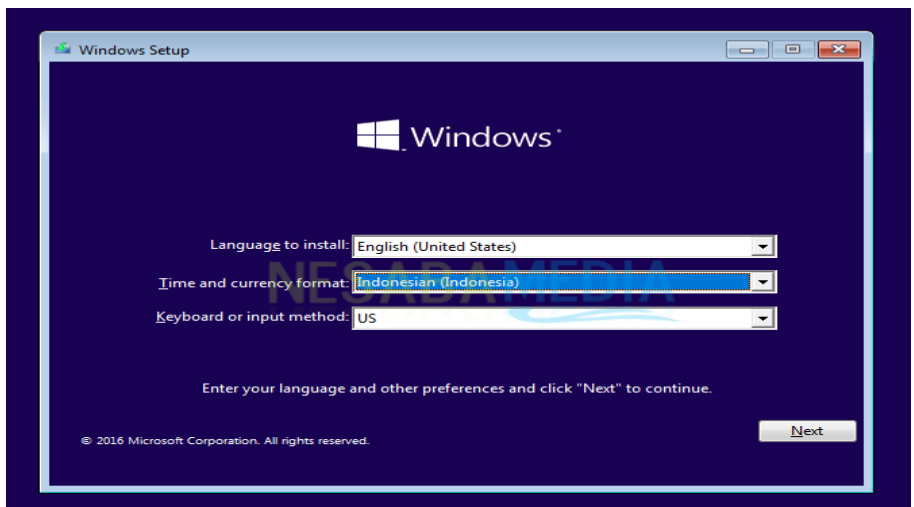 Windows Setup
Windows
Language to install: English (United States)
NESABAMEDIA
Time and currency format: Indonesian (Indonesia)
Keyboard or input method: US
Enter your language and other preferences and click "Next" to continue.
Next
© 2016 Microsoft Corporation. All rights reserved.